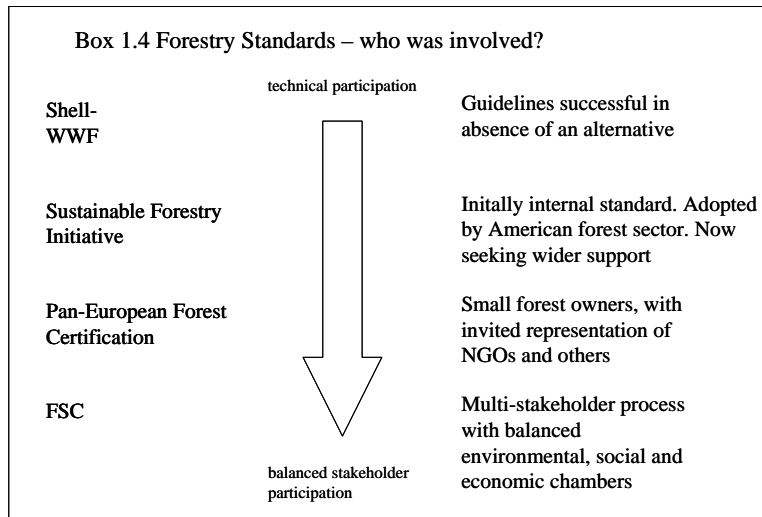 Box 1.4 Forestry Standards – who was involved?
technical participation
Shell-
WWF
Guidelines successful in
absence of an alternative
Sustainable Forestry
Initiative
Initally internal standard. Adopted
by American forest sector. Now
seeking wider support
Pan-European Forest
Certification
Small forest owners, with
invited representation of
NGOs and others
FSC
Multi-stakeholder process
with balanced
environmental, social and
economic chambers
balanced stakeholder
participation